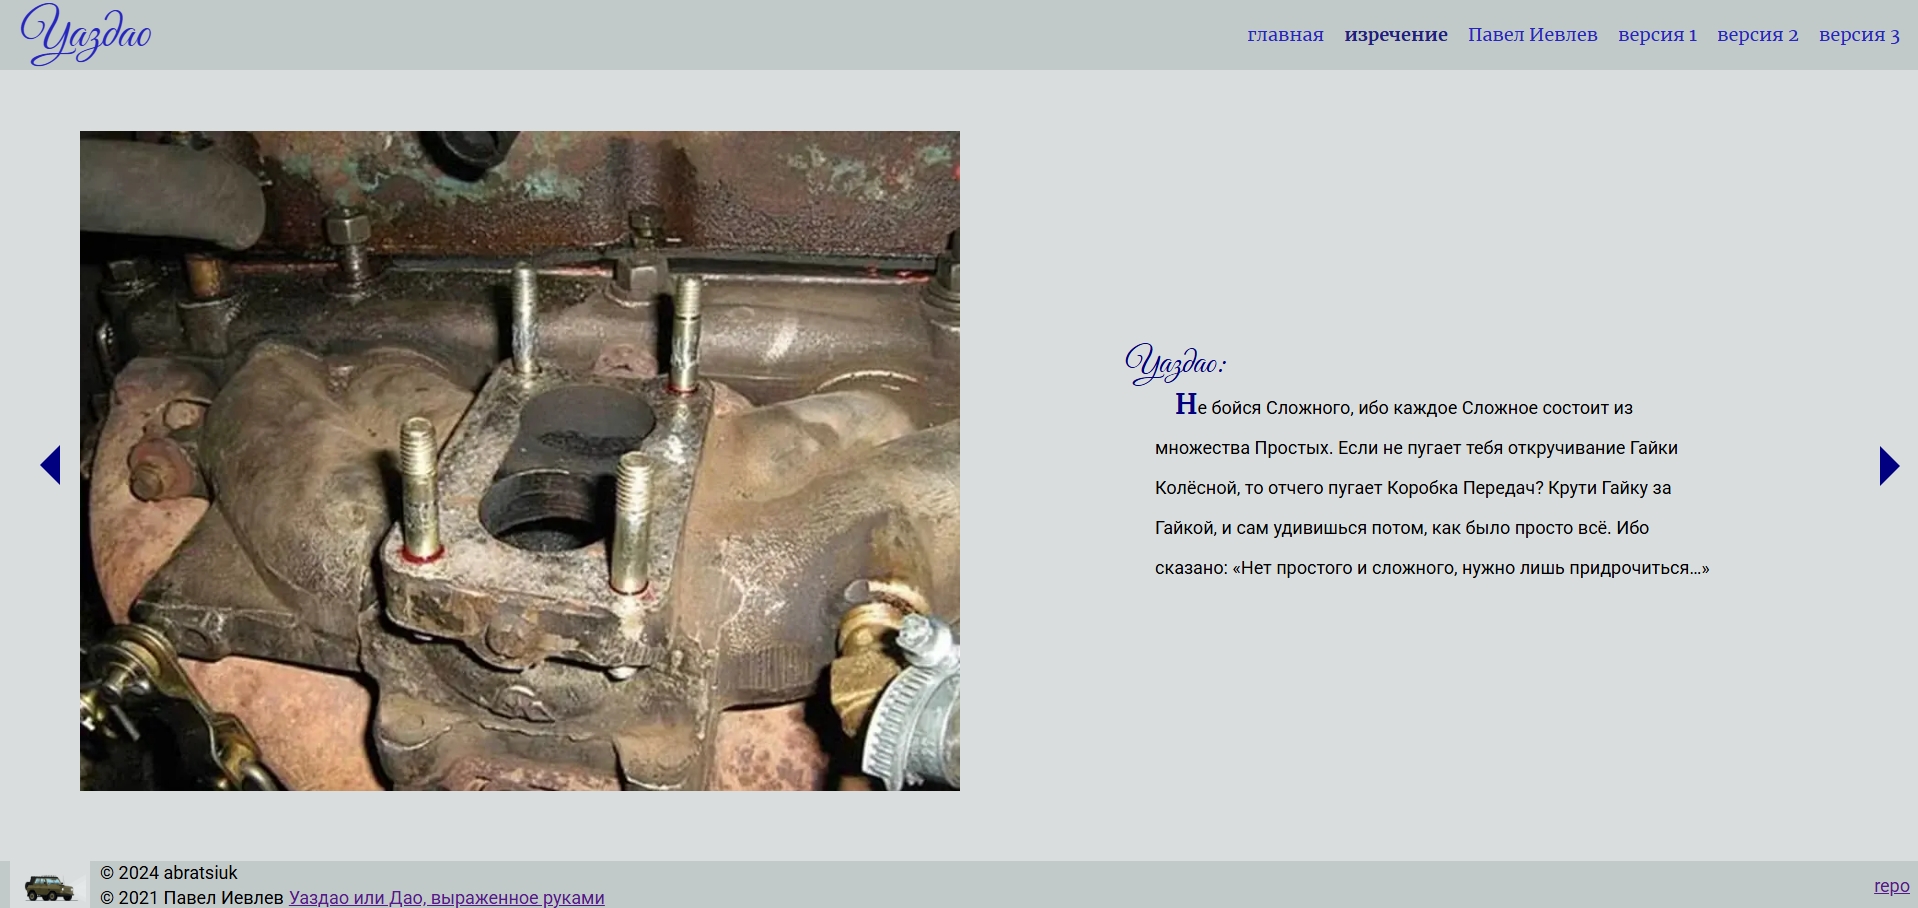 Уаздао
главная изречение Павел Иевлев версия 1 версия 2 версия 3
Уаздао:
Не бойся Сложного, ибо каждое Сложное состоит из
множества Простых. Если не пугает тебя откручивание Гайки
Колёсной, то отчего пугает Коробка Передач? Крути Гайку за
Гайкой, и сам удивишься потом, как было просто всё. Ибо
сказано: «Нет простого и сложного, нужно лишь придрочиться...»
© 2024 abratsiuk
© 2021 Павел Иевлев Уаздао или Дао, выраженное руками
repo